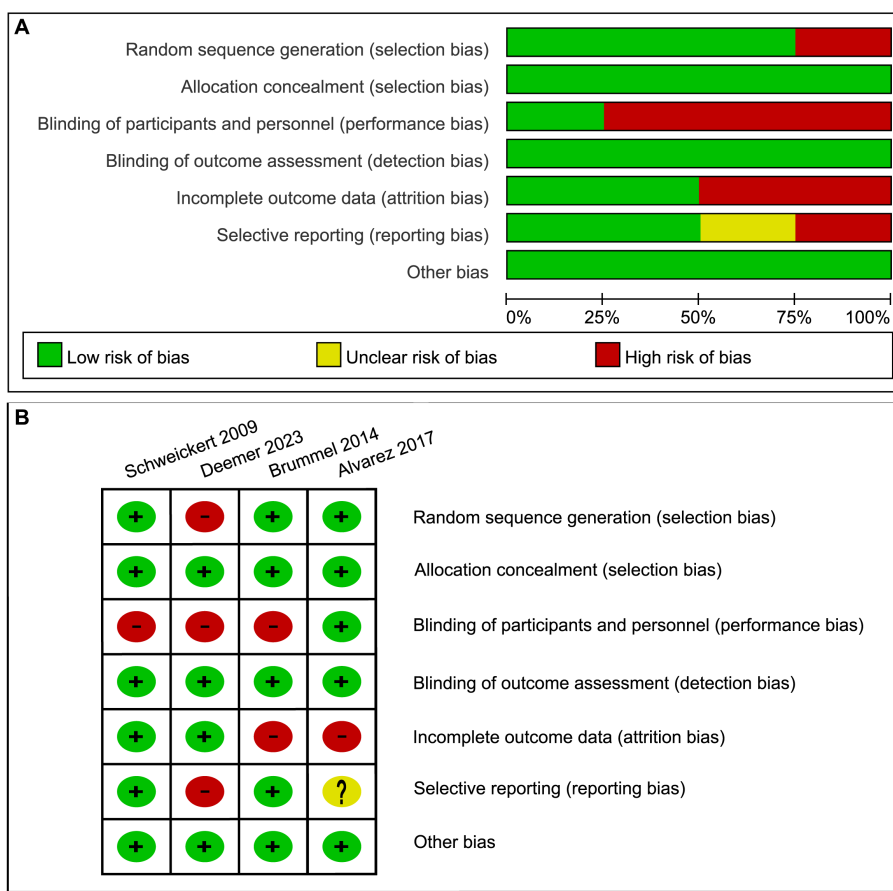 A
Random sequence generation (selection bias)
Allocation concealment (selection bias)
Blinding of participants and personnel (performance bias)
Blinding of outcome assessment (detection bias)
Incomplete outcome data (attrition bias)
Selective reporting (reporting bias)
Other bias
0% 25% 50% 75% 100%
Low risk of bias Unclear risk of bias High risk of bias
B
Schweickert 2009 Deemer 2023 Brummel 2014 Alvarez 2017
+ - + + Random sequence generation (selection bias)
+ + + + Allocation concealment (selection bias)
- - - + Blinding of participants and personnel (performance bias)
+ + + + Blinding of outcome assessment (detection bias)
+ + - - Incomplete outcome data (attrition bias)
+ - + ? Selective reporting (reporting bias)
+ + + + Other bias